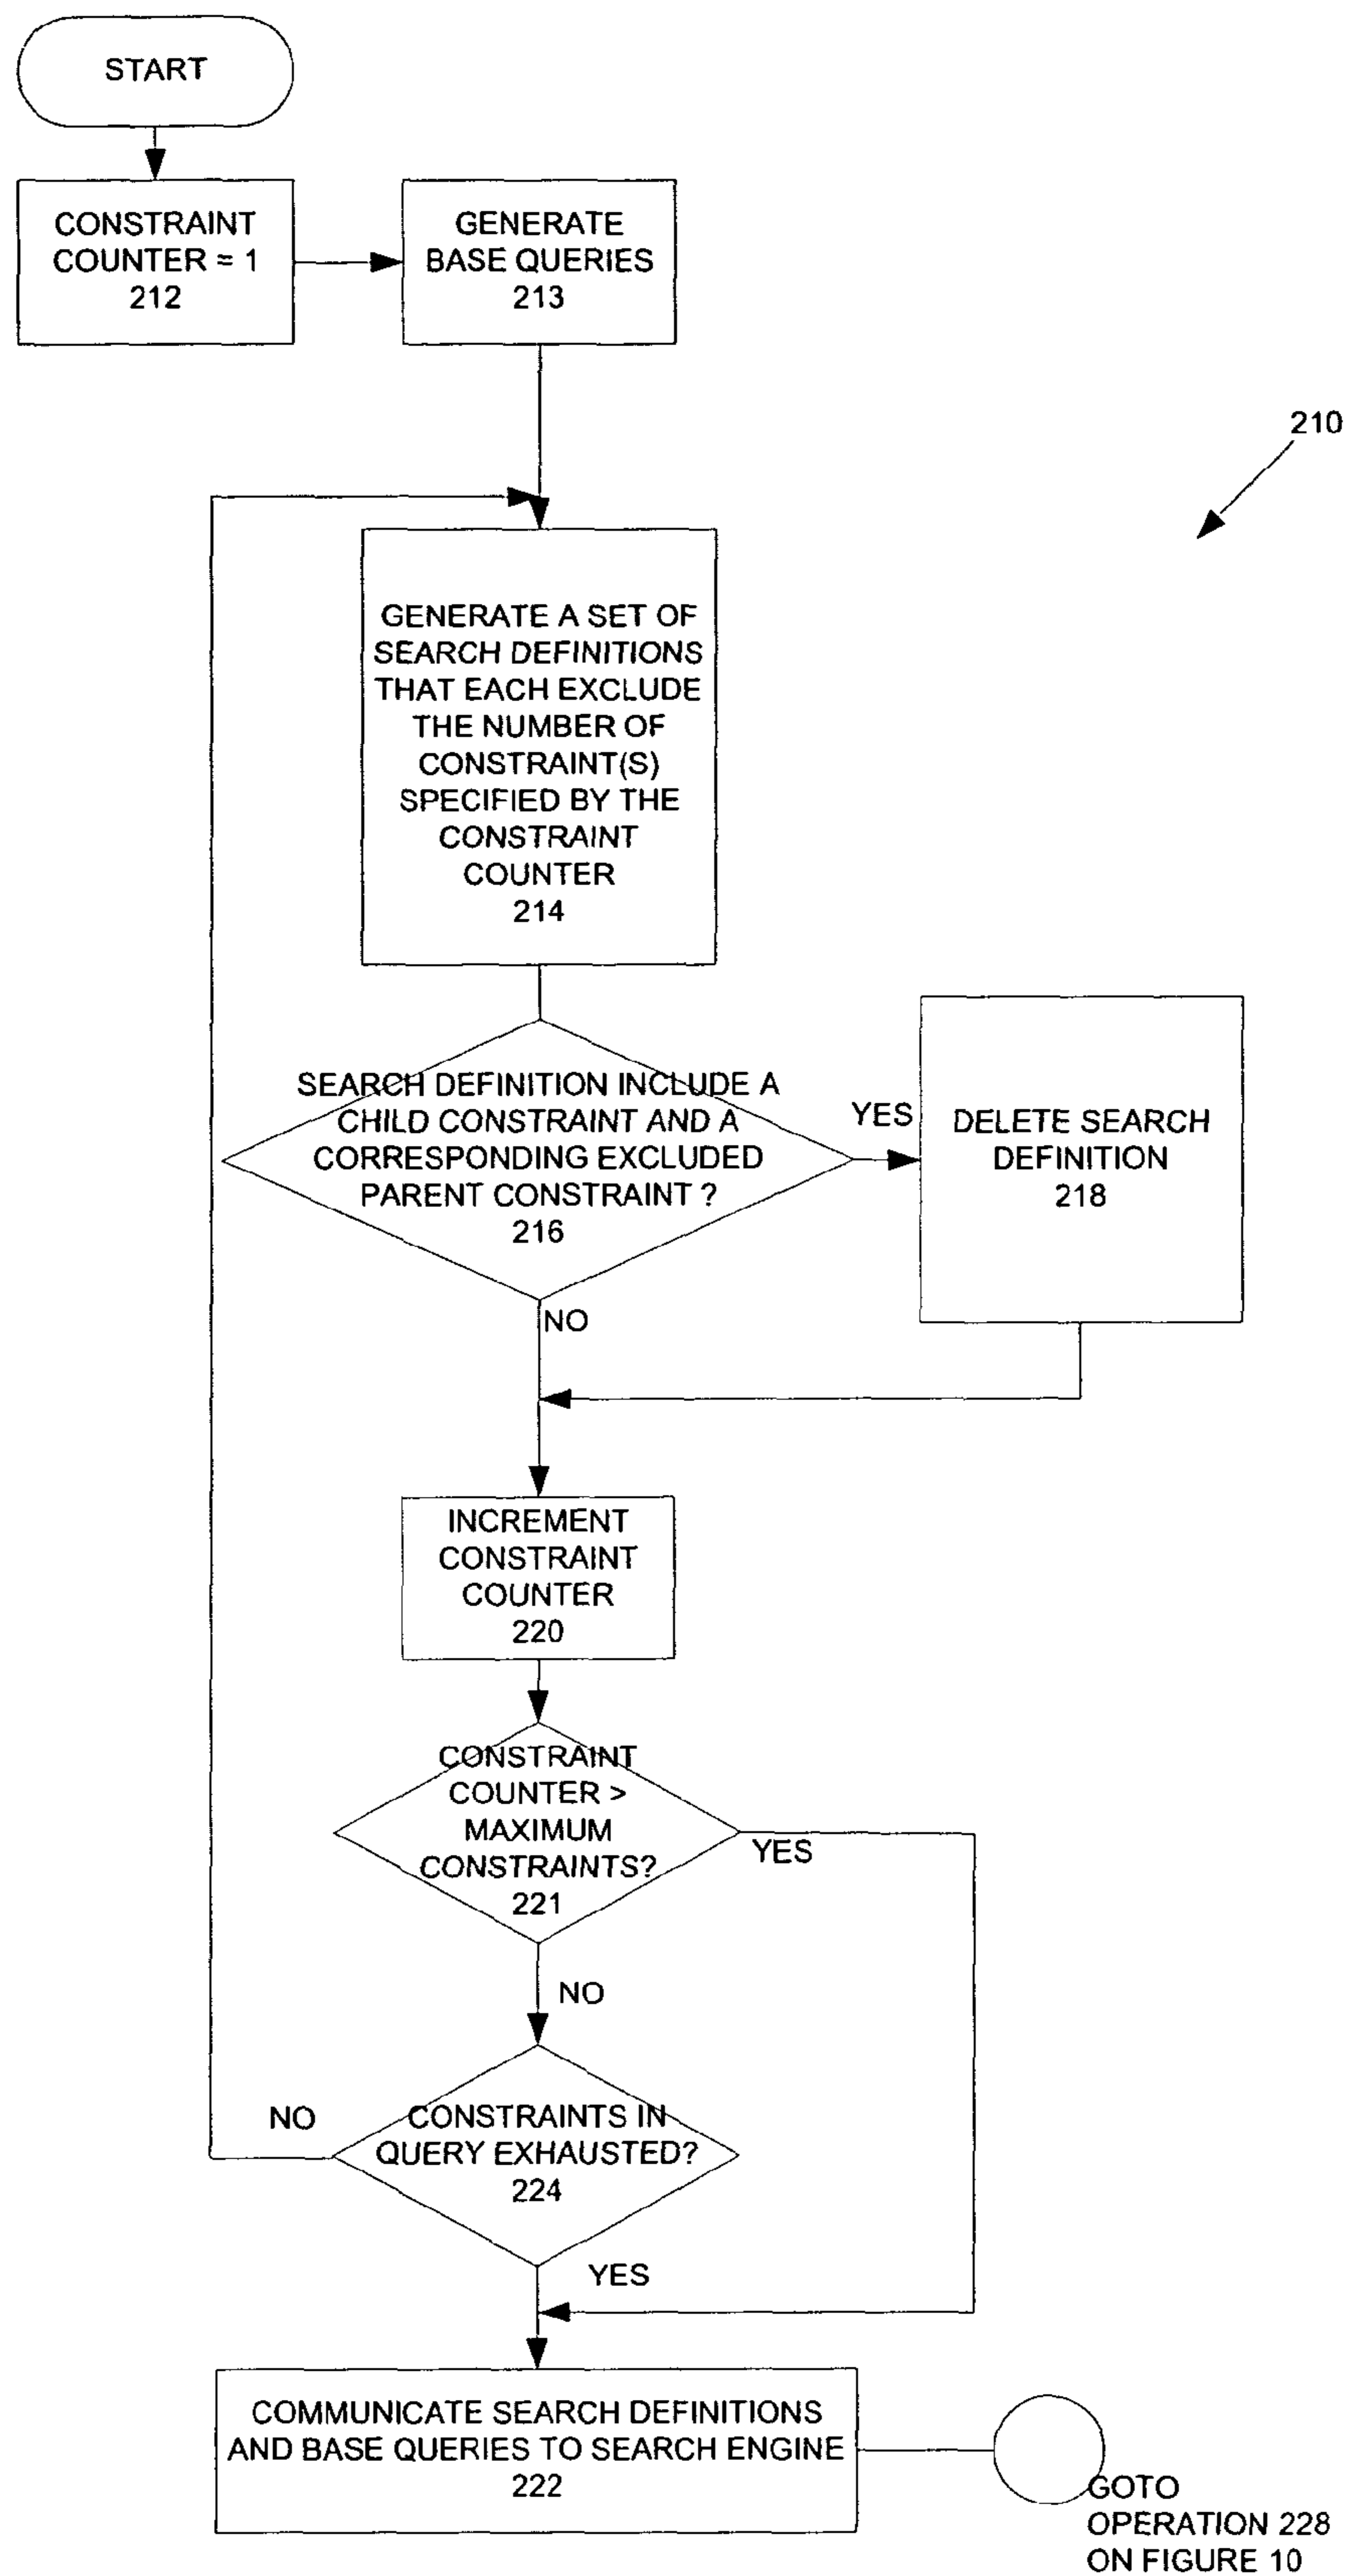 START
CONSTRAINT
COUNTER = 1
212
GENERATE
BASE QUERIES
213
210
GENERATE A SET OF
SEARCH DEFINITIONS
THAT EACH EXCLUDE
THE NUMBER OF
CONSTRAINT(S)
SPECIFIED BY THE
CONSTRAINT
COUNTER
214
SEARCH DEFINITION INCLUDE A
CHILD CONSTRAINT AND A
CORRESPONDING EXCLUDED
PARENT CONSTRAINT ?
216
YES
DELETE SEARCH
DEFINITION
218
NO
INCREMENT
CONSTRAINT
COUNTER
220
CONSTRAINT
COUNTER >
MAXIMUM
CONSTRAINTS?
221
YES
NO
NO
CONSTRAINTS IN
QUERY EXHAUSTED?
224
YES
COMMUNICATE SEARCH DEFINITIONS
AND BASE QUERIES TO SEARCH ENGINE
222
GOTO
OPERATION 228
ON FIGURE 10